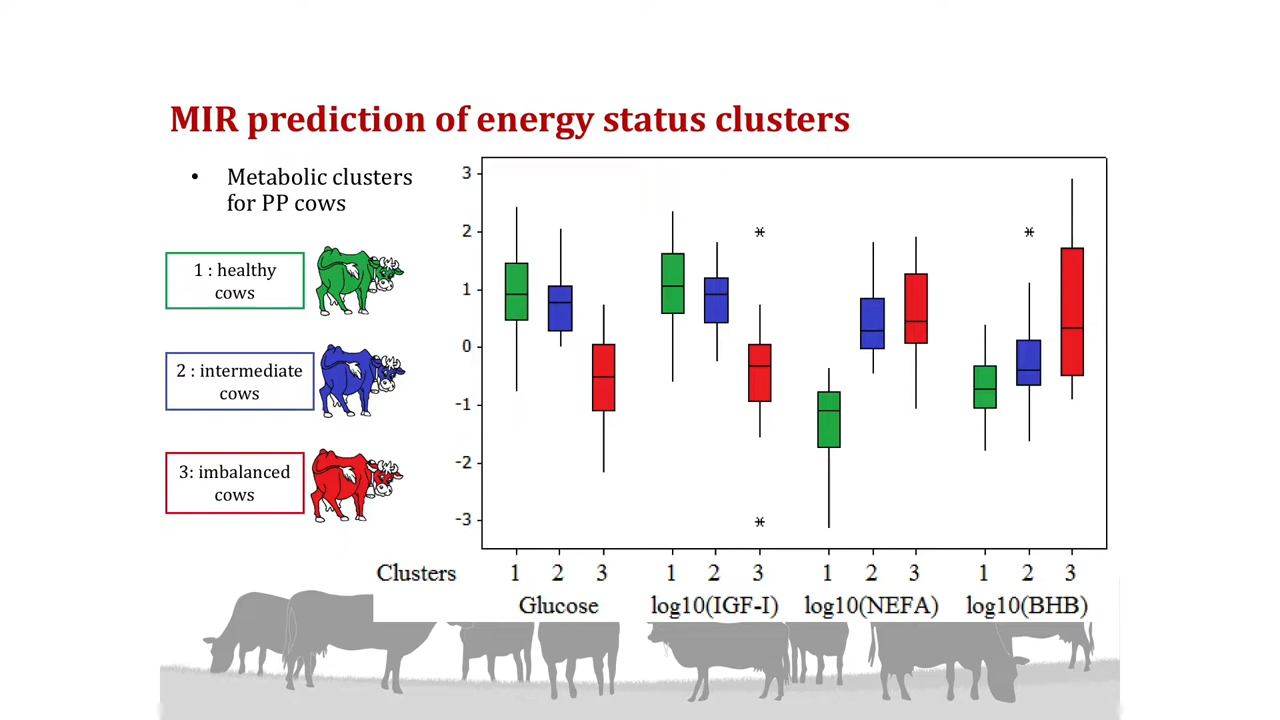 MIR prediction of energy status clusters
• Metabolic clusters
for PP cows
1 : healthy
cows
2 : intermediate
cows
3: imbalanced
cows
3
2
1
0
-1
-2
-3
Clusters 1 2 3 1 2 3 1 2 3 1 2 3
Glucose log10(IGF-I) log10(NEFA) log10(BHB)